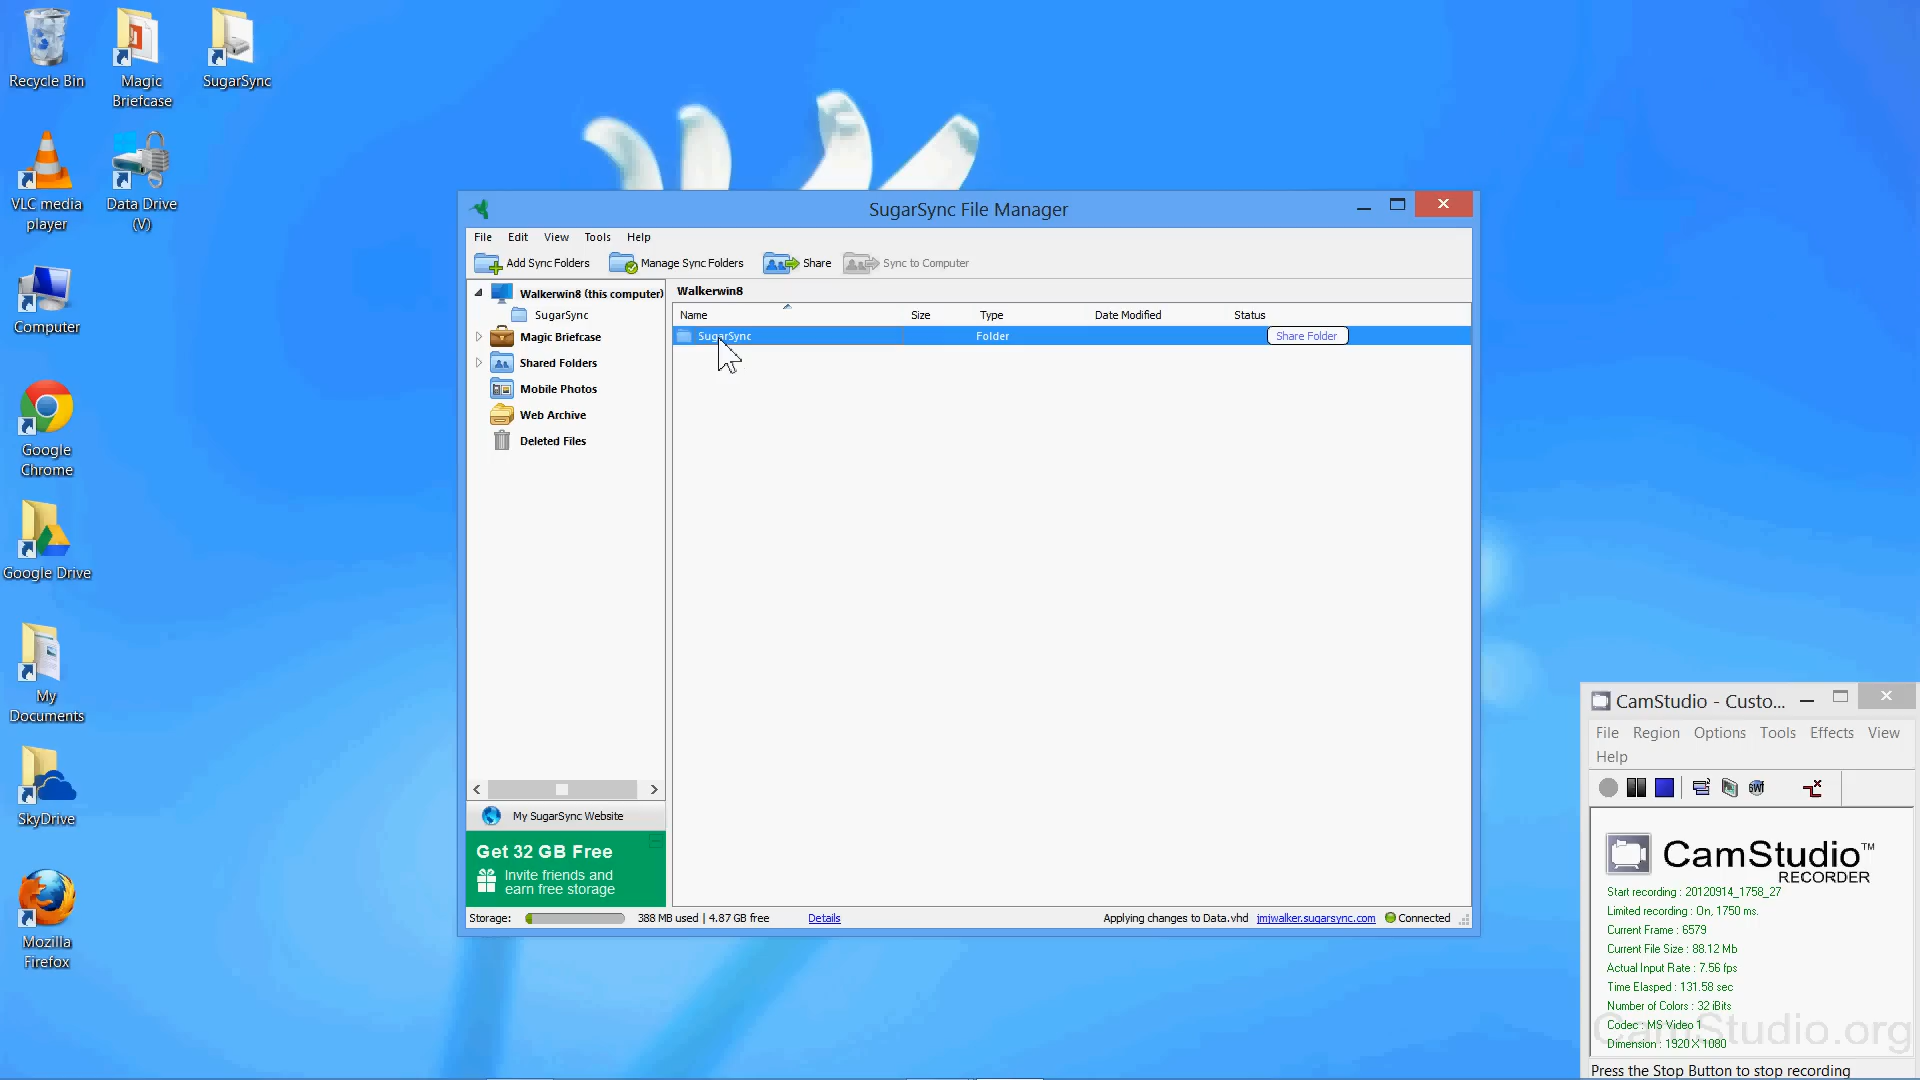 Recycle Bin
Magic
Briefcase
SugarSync
VLC media
player
Data Drive
(V)
Computer
Google
Chrome
Google Drive
My
Documents
SkyDrive
Mozilla
Firefox
SugarSync File Manager
File Edit View Tools Help
Add Sync Folders Manage Sync Folders Share Sync to Computer
Walkerwin8 (this computer)
SugarSync
Magic Briefcase
Shared Folders
Mobile Photos
Web Archive
Deleted Files
Walkerwin8
Name Size Type Date Modified Status
SugarSync Folder Share Folder
My SugarSync Website
Get 32 GB Free
Invite friends and
earn free storage
Storage: 388 MB used | 4.87 GB free Details Applying changes to Data.vhd jmjwalker.sugarsync.com Connected
CamStudio - Custo...
File Region Options Tools Effects View
Help
CamStudio™
RECORDER
Start recording : 20120914_1758_27
Limited recording : On, 1750 ms.
Current Frame : 6579
Current File Size : 88.12 Mb
Actual Input Rate : 7.56 fps
Time Elasped : 131.58 sec
Number of Colors : 32 iBits
Codec : MS Video 1
Dimension : 1920 X 1080
CamStudio.org
Press the Stop Button to stop recording